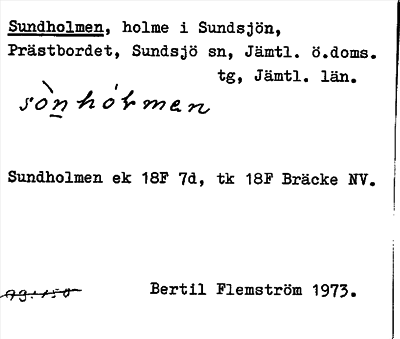 Sundholmen, holme i Sundsjön,
Prästbordet, Sundsjö sn, Jämtl. ö.doms.
tg, Jämtl. län.
Sundholmen ek 18F 7d, tk 18F Bräcke NV.
Bertil Flemström 1973.